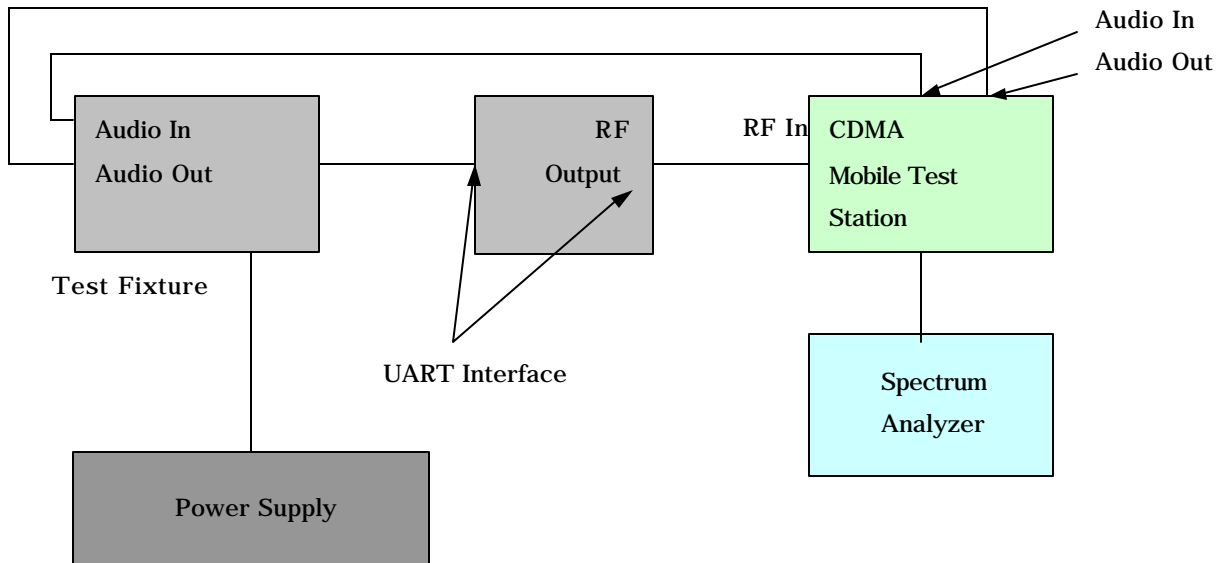 Audio In
Audio Out
Audio In
Audio Out
RF
Output
RF In
CDMA
Mobile Test
Station
Test Fixture
UART Interface
Spectrum
Analyzer
Power Supply